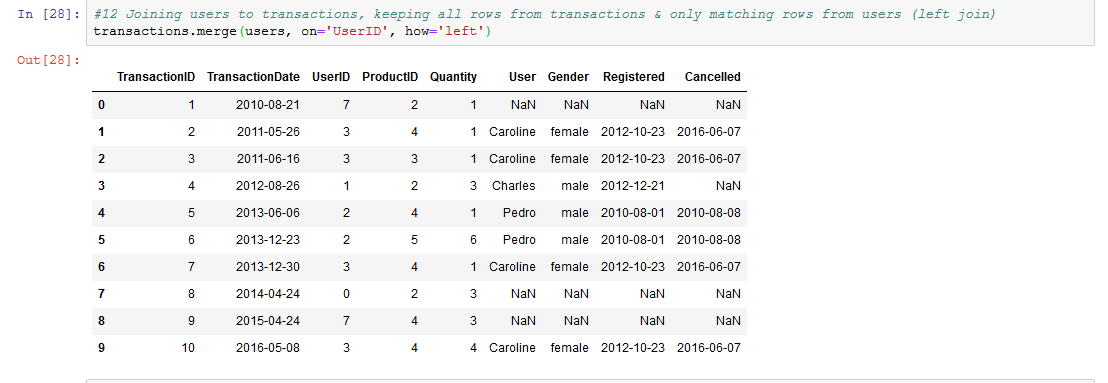 In [28]: #12 Joining users to transactions, keeping all rows from transactions & only matching rows from users (left join)
transactions.merge(users, on='UserID', how='left')
Out[28]:
TransactionID TransactionDate UserID ProductID Quantity User Gender Registered Cancelled
0 1 2010-08-21 7 2 1 NaN NaN NaN NaN
1 2 2011-05-26 3 4 1 Caroline female 2012-10-23 2016-06-07
2 3 2011-06-16 3 3 1 Caroline female 2012-10-23 2016-06-07
3 4 2012-08-26 1 2 3 Charles male 2012-12-21 NaN
4 5 2013-06-06 2 4 1 Pedro male 2010-08-01 2010-08-08
5 6 2013-12-23 2 5 6 Pedro male 2010-08-01 2010-08-08
6 7 2013-12-30 3 4 1 Caroline female 2012-10-23 2016-06-07
7 8 2014-04-24 0 2 3 NaN NaN NaN NaN
8 9 2015-04-24 7 4 3 NaN NaN NaN NaN
9 10 2016-05-08 3 4 4 Caroline female 2012-10-23 2016-06-07